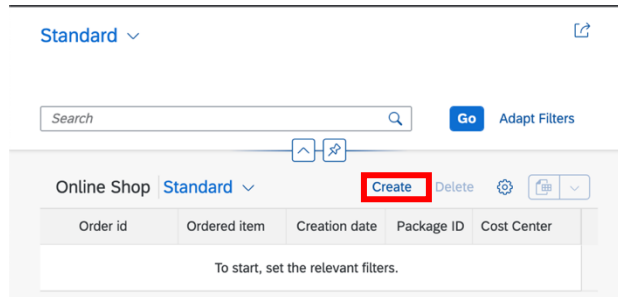 Standard
Search
Go
Adapt Filters
Online Shop Standard
Create
Delete
Order id
Ordered item
Creation date
Package ID
Cost Center
To start, set the relevant filters.